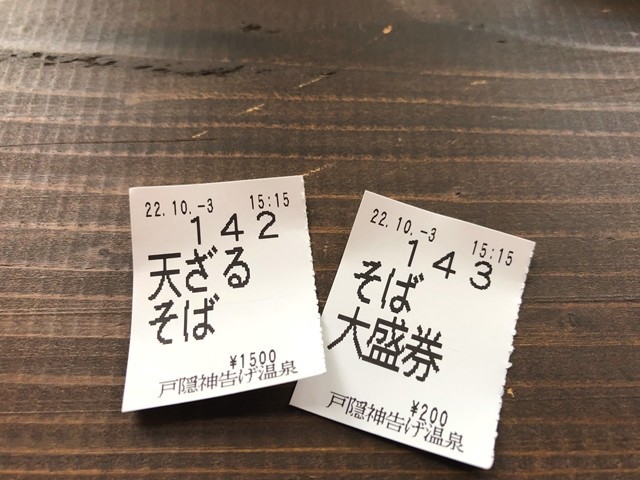 22.10.-3 15:15
142
天ざる
そば
¥1500
戸隠神告げ温泉
22.10.-3 15:15
143
そば
大盛券
¥200
戸隠神告げ温泉